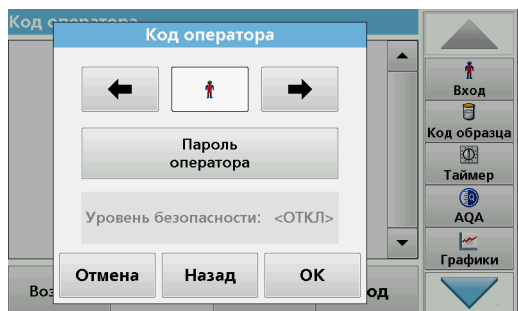 Код оператора
Код оператора
Вход
Код образца
Пароль
оператора
Таймер
AQA
Уровень безопасности: <ОТКЛ>
Графики
Отмена
Назад
OK